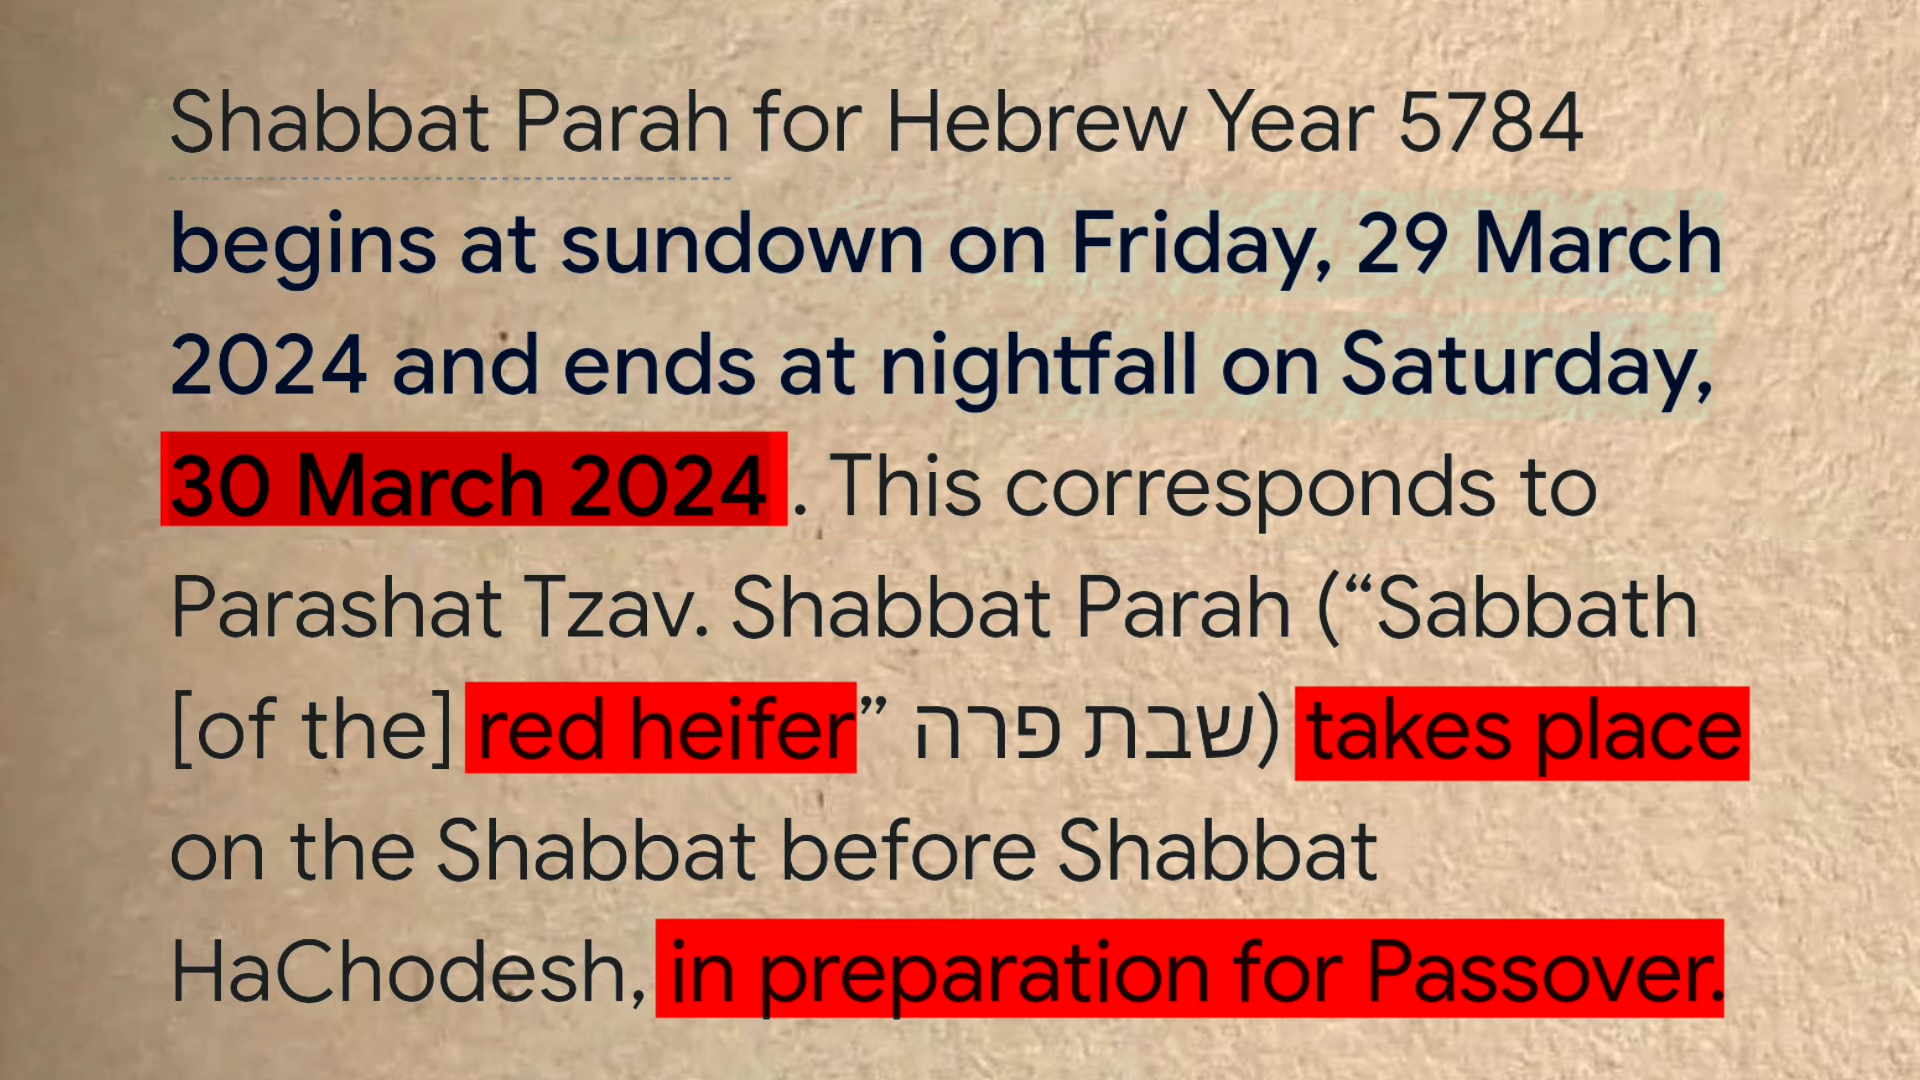 Shabbat Parah for Hebrew Year 5784
begins at sundown on Friday, 29 March
2024 and ends at nightfall on Saturday,
30 March 2024 . This corresponds to
Parashat Tzav. Shabbat Parah (“Sabbath
[of the] red heifer” שבת פרה) takes place
on the Shabbat before Shabbat
HaChodesh, in preparation for Passover.